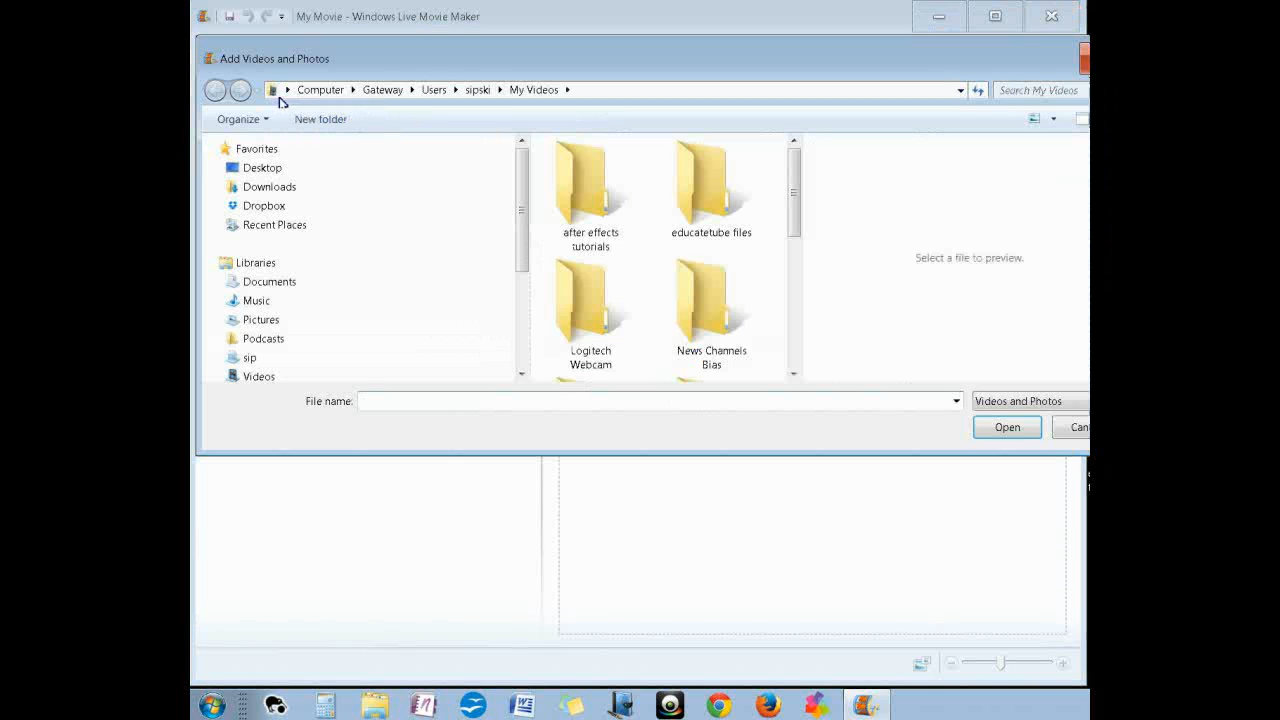 My Movie - Windows Live Movie Maker
Add Videos and Photos
Computer Gateway Users sipski My Videos
Search My Videos
Organize New folder
Favorites
Desktop
Downloads
Dropbox
Recent Places
Libraries
Documents
Music
Pictures
Podcasts
sip
Videos
after effects
tutorials
educatetube files
Logitech
Webcam
News Channels
Bias
Select a file to preview.
File name:
Videos and Photos
Open Can